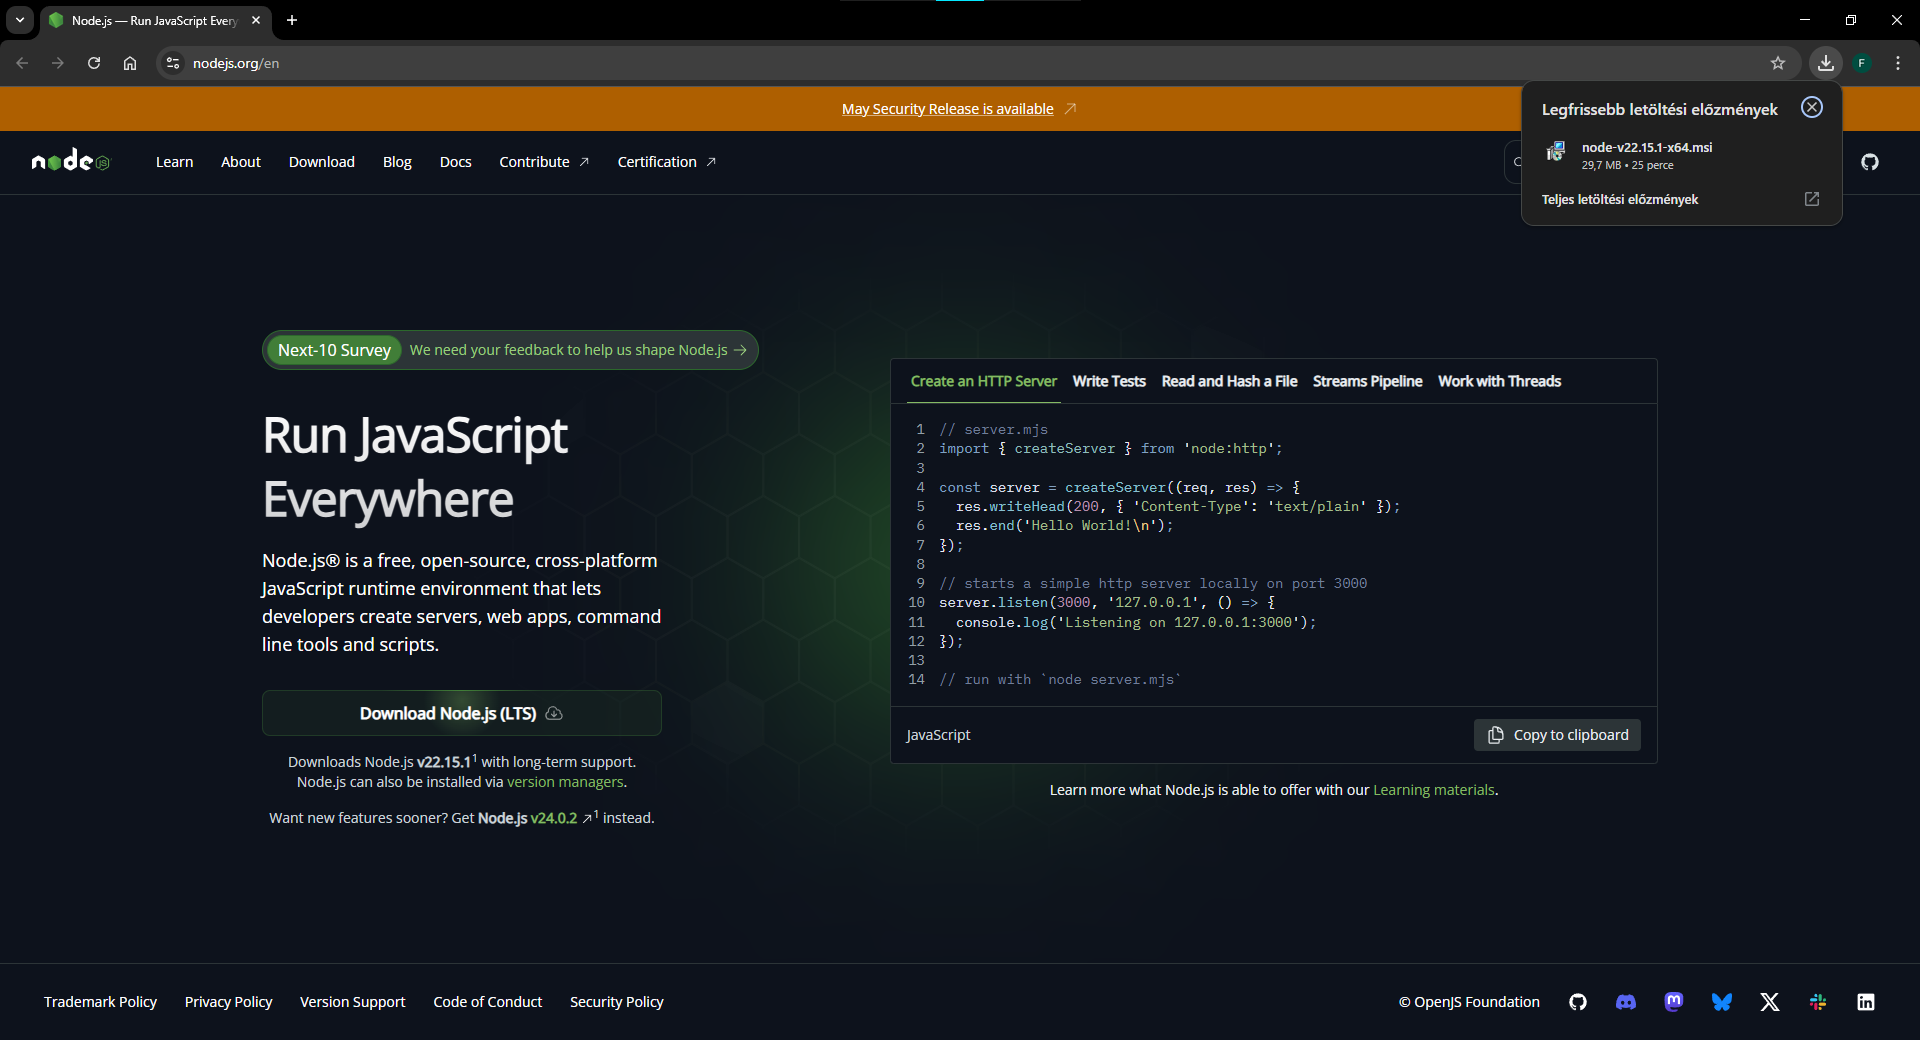 Node.js — Run JavaScript Every
nodejs.org/en
May Security Release is available
Legfrissebb letöltési előzmények
node-v22.15.1-x64.msi
29,7 MB • 25 perce
Teljes letöltési előzmények
F
node JS
Learn
About
Download
Blog
Docs
Contribute
Certification
Next-10 Survey
We need your feedback to help us shape Node.js
Run JavaScript
Everywhere
Node.js® is a free, open-source, cross-platform
JavaScript runtime environment that lets
developers create servers, web apps, command
line tools and scripts.
Download Node.js (LTS)
Downloads Node.js v22.15.1¹ with long-term support.
Node.js can also be installed via version managers.
Want new features sooner? Get Node.js v24.0.2 ↗¹ instead.
Create an HTTP Server
Write Tests
Read and Hash a File
Streams Pipeline
Work with Threads
1 // server.mjs
2 import { createServer } from 'node:http';
3
4 const server = createServer((req, res) => {
5 res.writeHead(200, { 'Content-Type': 'text/plain' });
6 res.end('Hello World!\n');
7 });
8
9 // starts a simple http server locally on port 3000
10 server.listen(3000, '127.0.0.1', () => {
11 console.log('Listening on 127.0.0.1:3000');
12 });
13
14 // run with `node server.mjs`
JavaScript
Copy to clipboard
Learn more what Node.js is able to offer with our Learning materials.
Trademark Policy
Privacy Policy
Version Support
Code of Conduct
Security Policy
© OpenJS Foundation